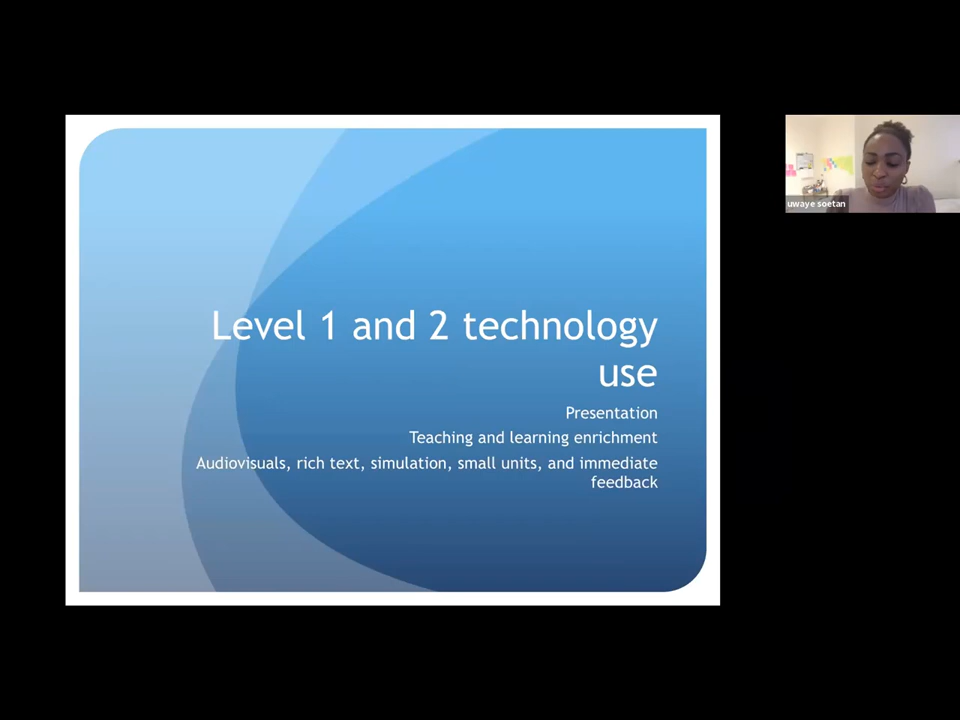 Level 1 and 2 technology
use
Presentation
Teaching and learning enrichment
Audiovisuals, rich text, simulation, small units, and immediate
feedback
uwaye soetan